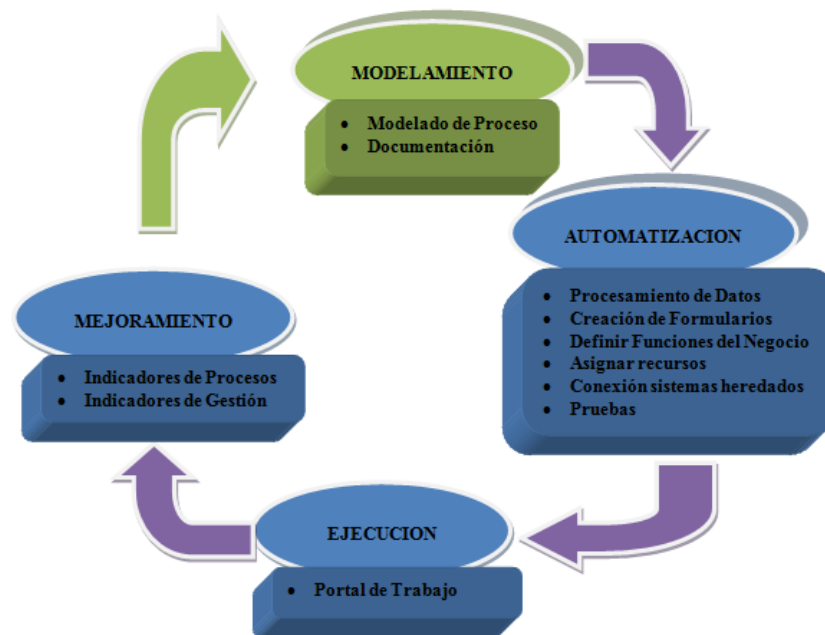 MODELAMIENTO
• Modelado de Proceso
• Documentación
AUTOMATIZACION
• Procesamiento de Datos
• Creación de Formularios
• Definir Funciones del Negocio
• Asignar recursos
• Conexión sistemas heredados
• Pruebas
EJECUCION
• Portal de Trabajo
MEJORAMIENTO
• Indicadores de Procesos
• Indicadores de Gestión